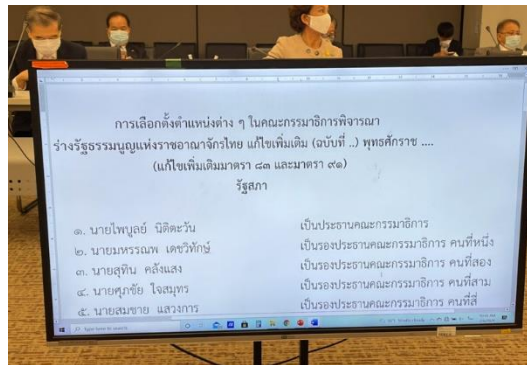 การเลือกตั้งตำแหน่งต่าง ๆ ในคณะกรรมาธิการพิจารณา
ร่างรัฐธรรมนูญแห่งราชอาณาจักรไทย แก้ไขเพิ่มเติม (ฉบับที่ ..) พุทธศักราช ....
(แก้ไขเพิ่มเติมมาตรา ๘๓ และมาตรา ๙๑)
รัฐสภา
๑. นายไพบูลย์ นิติตะวัน เป็นประธานคณะกรรมาธิการ
๒. นายมหรรณพ เดชวิทักษ์ เป็นรองประธานคณะกรรมาธิการ คนที่หนึ่ง
๓. นายสุทิน คลังแสง เป็นรองประธานคณะกรรมาธิการ คนที่สอง
๔. นายศุภชัย ใจสมุทร เป็นรองประธานคณะกรรมาธิการ คนที่สาม
๕. นายสมชาย แสวงการ เป็นรองประธานคณะกรรมาธิการ คนที่สี่
Type here to search